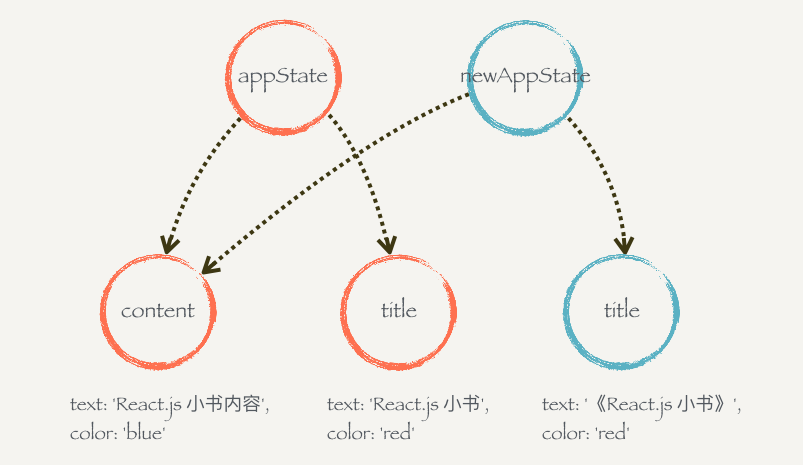 appState
newAppState
content
title
title
text: 'React.js 小书内容',
color: 'blue'
text: 'React.js 小书',
color: 'red'
text: '《React.js 小书》',
color: 'red'